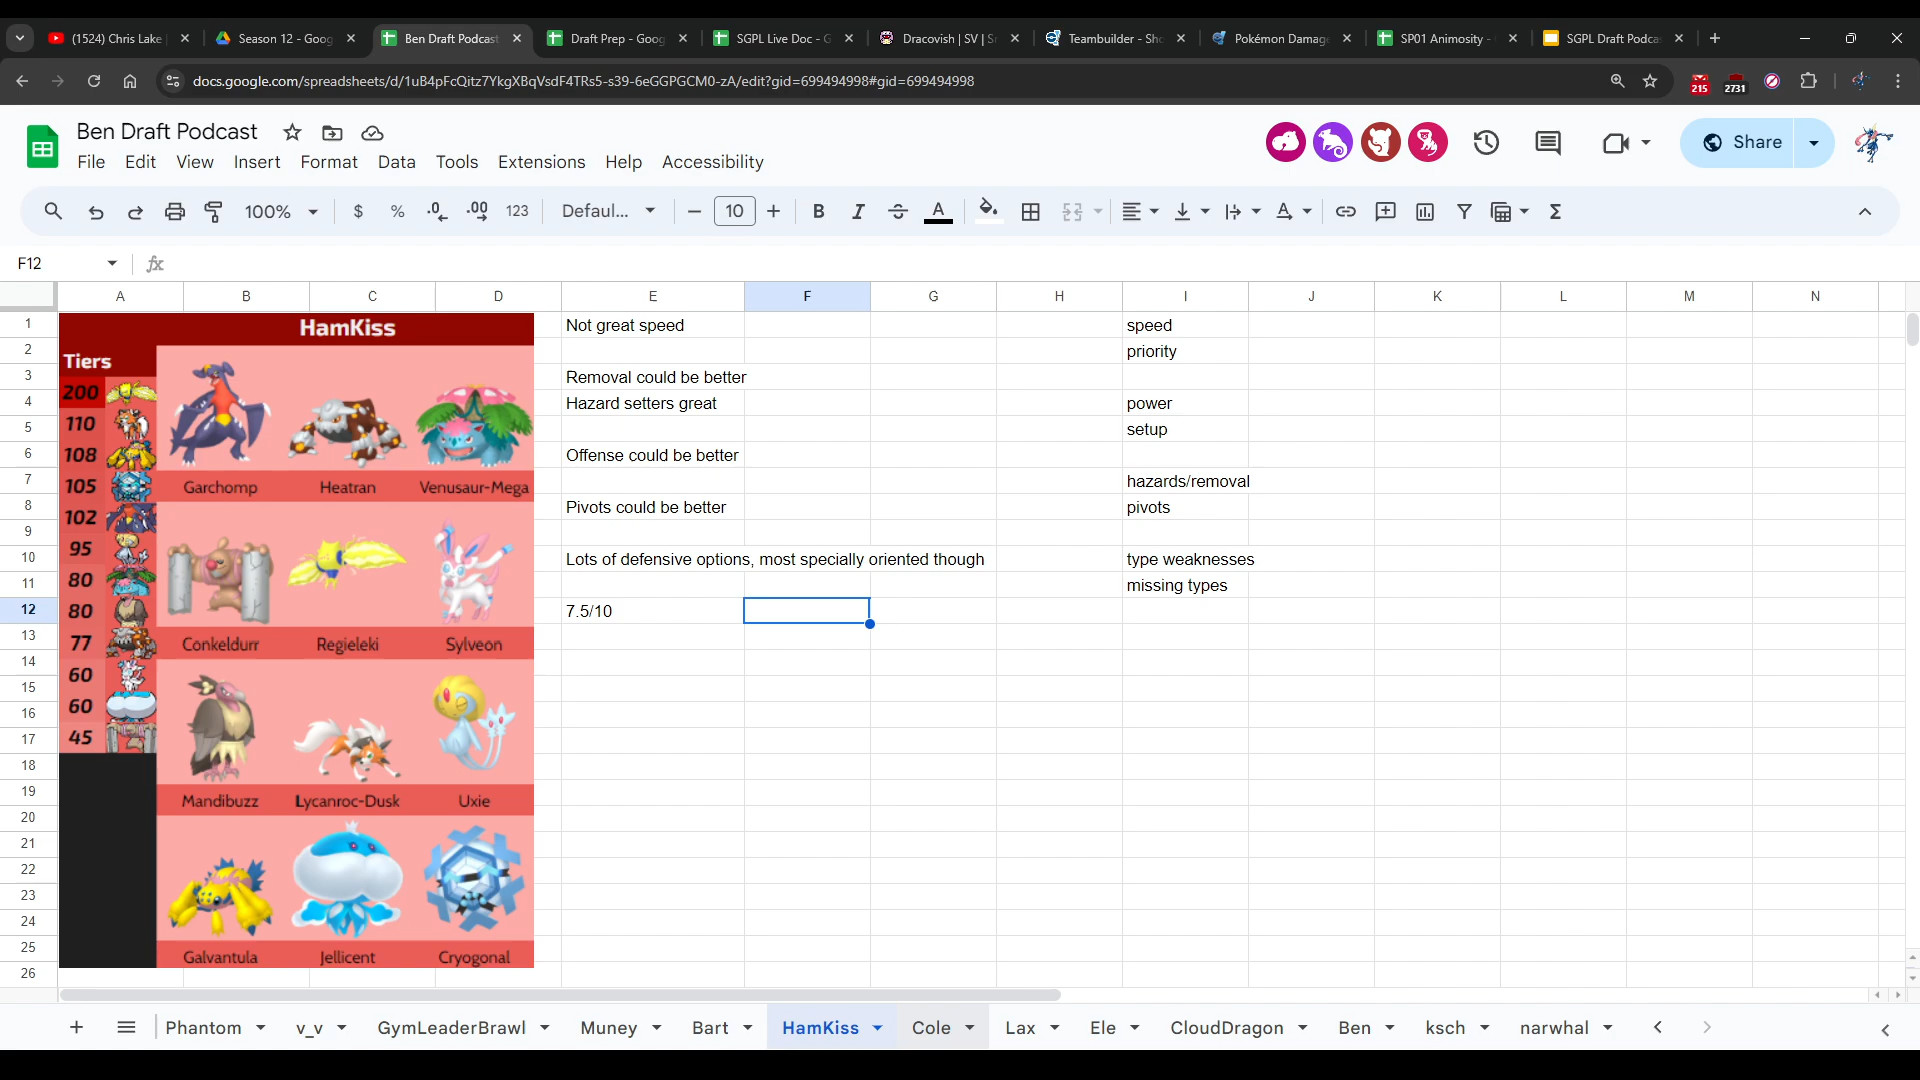 (1524) Chris Lake
Season 12 - Goog
Ben Draft Podcast
Draft Prep - Goog
SGPL Live Doc - G
Dracovish | SV | S
Teambuilder - Sho
Pokémon Damag
SP01 Animosity -
SGPL Draft Podca
docs.google.com/spreadsheets/d/1uB4pFcQitz7YkgXBqVsdF4TRs5-s39-6eGGPGCM0-zA/edit?gid=699494998#gid=699494998
215
2731
Ben Draft Podcast
File Edit View Insert Format Data Tools Extensions Help Accessibility
Share
100% $ % .0 .00 123 Defaul... 10 B I S A
F12 fx
A B C D E F G H I J K L M N
1 Not great speed speed
2 priority
3 Removal could be better
4 Hazard setters great power
5 setup
6 Offense could be better
7 hazards/removal
8 Pivots could be better pivots
9
10 Lots of defensive options, most specially oriented though type weaknesses
11 missing types
12 7.5/10
13
14
15
16
17
18
19
20
21
22
23
24
25
26
HamKiss
Tiers
200
110
108
105
102
95
80
80
77
60
60
45
Garchomp Heatran Venusaur-Mega
Conkeldurr Regieleki Sylveon
Mandibuzz Lycanroc-Dusk Uxie
Galvantula Jellicent Cryogonal
Phantom v_v GymLeaderBrawl Muney Bart HamKiss Cole Lax Ele CloudDragon Ben ksch narwhal